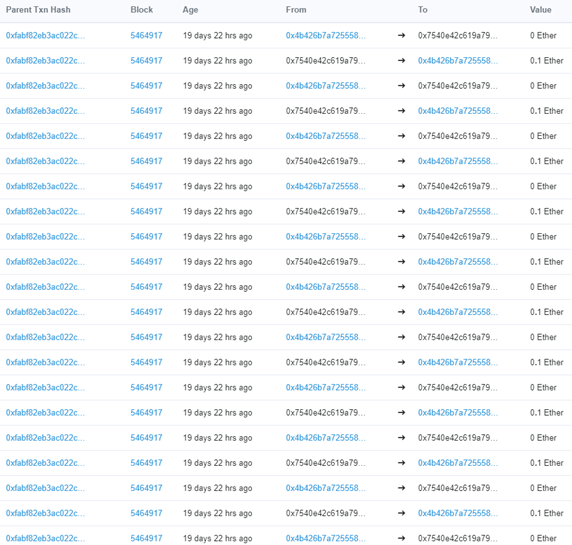 Parent Txn Hash Block Age From To Value
0xfabf82eb3ac022c... 5464917 19 days 22 hrs ago 0x4b426b7a725558... → 0x7540e42c619a79... 0 Ether
0xfabf82eb3ac022c... 5464917 19 days 22 hrs ago 0x7540e42c619a79... → 0x4b426b7a725558... 0.1 Ether
0xfabf82eb3ac022c... 5464917 19 days 22 hrs ago 0x4b426b7a725558... → 0x7540e42c619a79... 0 Ether
0xfabf82eb3ac022c... 5464917 19 days 22 hrs ago 0x7540e42c619a79... → 0x4b426b7a725558... 0.1 Ether
0xfabf82eb3ac022c... 5464917 19 days 22 hrs ago 0x4b426b7a725558... → 0x7540e42c619a79... 0 Ether
0xfabf82eb3ac022c... 5464917 19 days 22 hrs ago 0x7540e42c619a79... → 0x4b426b7a725558... 0.1 Ether
0xfabf82eb3ac022c... 5464917 19 days 22 hrs ago 0x4b426b7a725558... → 0x7540e42c619a79... 0 Ether
0xfabf82eb3ac022c... 5464917 19 days 22 hrs ago 0x7540e42c619a79... → 0x4b426b7a725558... 0.1 Ether
0xfabf82eb3ac022c... 5464917 19 days 22 hrs ago 0x4b426b7a725558... → 0x7540e42c619a79... 0 Ether
0xfabf82eb3ac022c... 5464917 19 days 22 hrs ago 0x7540e42c619a79... → 0x4b426b7a725558... 0.1 Ether
0xfabf82eb3ac022c... 5464917 19 days 22 hrs ago 0x4b426b7a725558... → 0x7540e42c619a79... 0 Ether
0xfabf82eb3ac022c... 5464917 19 days 22 hrs ago 0x7540e42c619a79... → 0x4b426b7a725558... 0.1 Ether
0xfabf82eb3ac022c... 5464917 19 days 22 hrs ago 0x4b426b7a725558... → 0x7540e42c619a79... 0 Ether
0xfabf82eb3ac022c... 5464917 19 days 22 hrs ago 0x7540e42c619a79... → 0x4b426b7a725558... 0.1 Ether
0xfabf82eb3ac022c... 5464917 19 days 22 hrs ago 0x4b426b7a725558... → 0x7540e42c619a79... 0 Ether
0xfabf82eb3ac022c... 5464917 19 days 22 hrs ago 0x7540e42c619a79... → 0x4b426b7a725558... 0.1 Ether
0xfabf82eb3ac022c... 5464917 19 days 22 hrs ago 0x4b426b7a725558... → 0x7540e42c619a79... 0 Ether
0xfabf82eb3ac022c... 5464917 19 days 22 hrs ago 0x7540e42c619a79... → 0x4b426b7a725558... 0.1 Ether
0xfabf82eb3ac022c... 5464917 19 days 22 hrs ago 0x4b426b7a725558... → 0x7540e42c619a79... 0 Ether
0xfabf82eb3ac022c... 5464917 19 days 22 hrs ago 0x7540e42c619a79... → 0x4b426b7a725558... 0.1 Ether
0xfabf82eb3ac022c... 5464917 19 days 22 hrs ago 0x4b426b7a725558... → 0x7540e42c619a79... 0 Ether